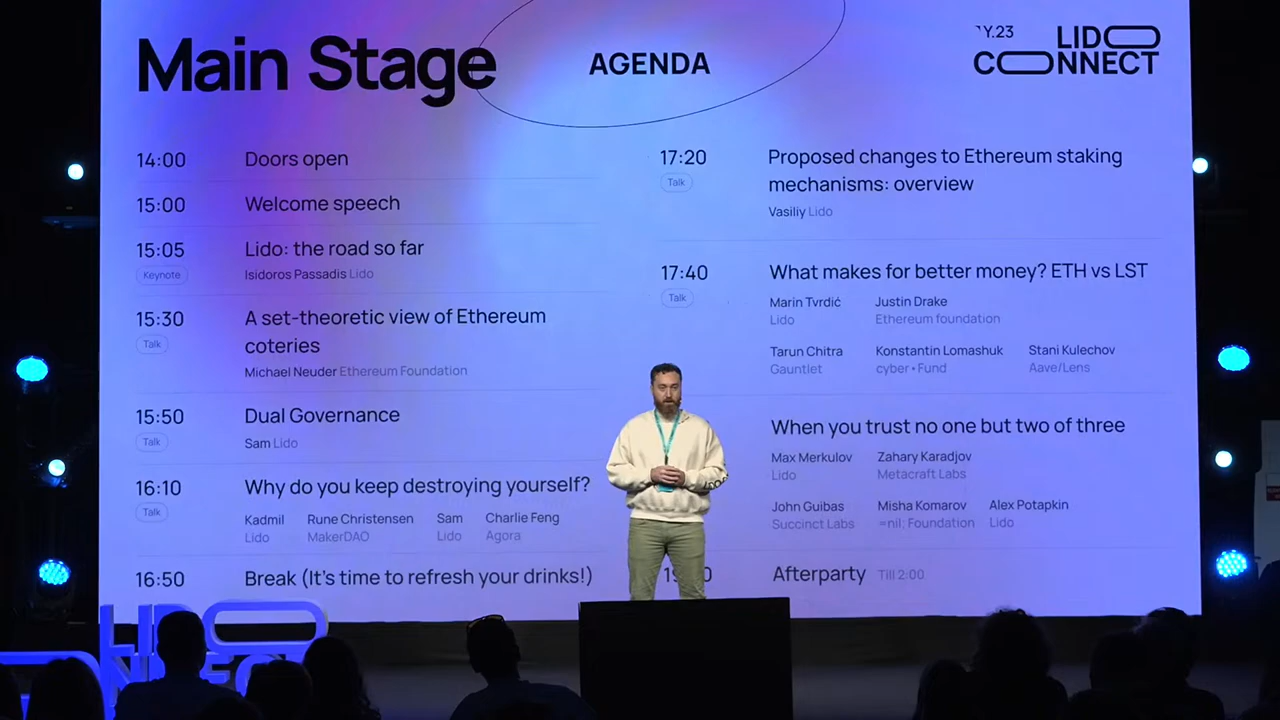 Main Stage
AGENDA
Y.23
LIDO
CONNECT
14:00 Doors open
15:00 Welcome speech
15:05 Lido: the road so far
Keynote Isidoros Passadis Lido
15:30 A set-theoretic view of Ethereum
Talk coteries
Michael Neuder Ethereum Foundation
15:50 Dual Governance
Talk Sam Lido
16:10 Why do you keep destroying yourself?
Talk
Kadmil Rune Christensen Sam Charlie Feng
Lido MakerDAO Lido Agora
16:50 Break (It's time to refresh your drinks!)
17:20 Proposed changes to Ethereum staking
Talk mechanisms: overview
Vasiliy Lido
17:40 What makes for better money? ETH vs LST
Talk
Marin Tvrdić Justin Drake
Lido Ethereum foundation
Tarun Chitra Konstantin Lomashuk Stani Kulechov
Gauntlet cyber•Fund Aave/Lens
When you trust no one but two of three
Max Merkulov Zahary Karadjov
Lido Metacraft Labs
John Guibas Misha Komarov Alex Potapkin
Succinct Labs =nil; Foundation Lido
Afterparty Till 2:00
LIDO